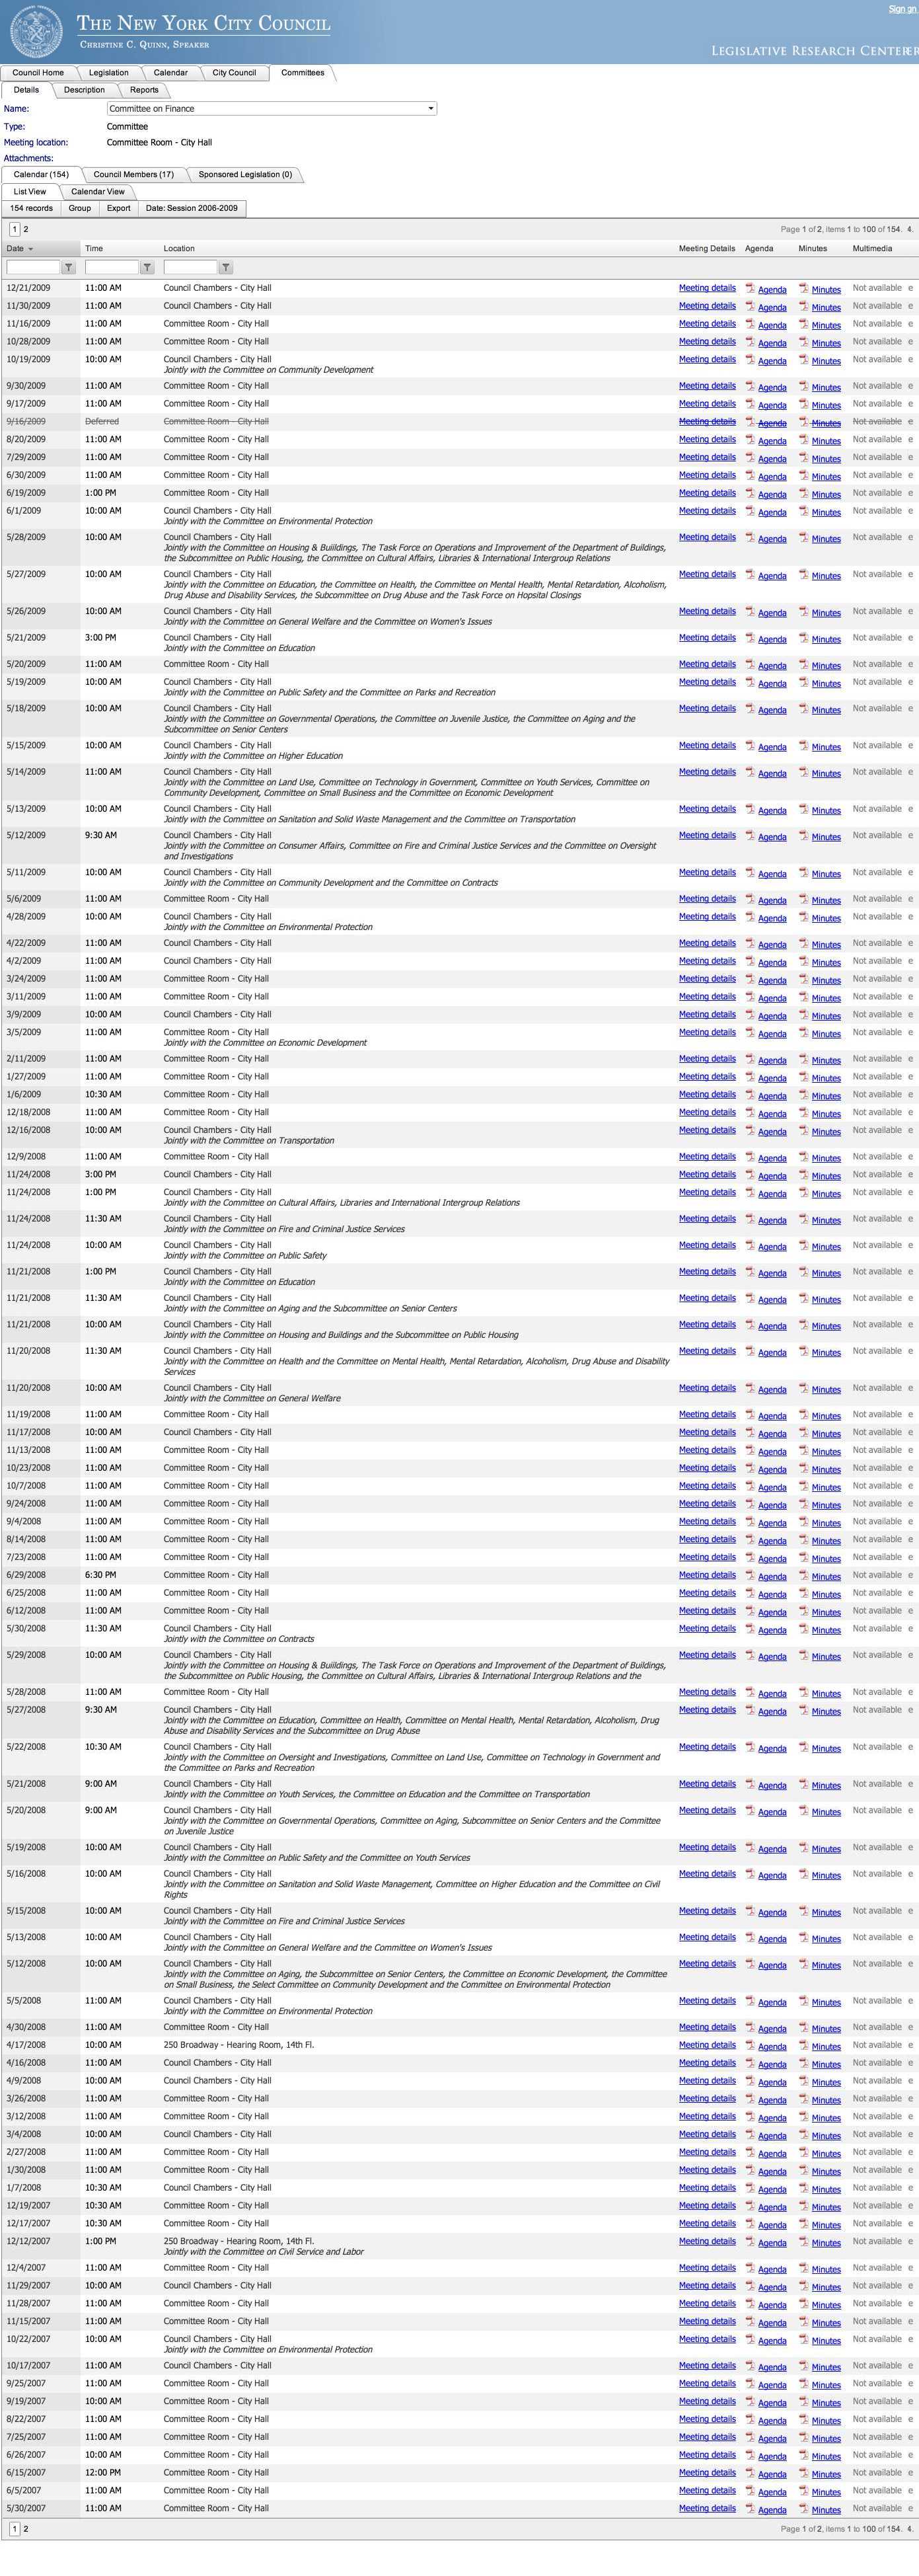 Sign on
THE NEW YORK CITY COUNCIL
CHRISTINE C. QUINN, SPEAKER
LEGISLATIVE RESEARCH CENTER
Council Home Legislation Calendar City Council Committees
Details Description Reports
Name: Committee on Finance
Type: Committee
Meeting location: Committee Room - City Hall
Attachments:
Calendar (154) Council Members (17) Sponsored Legislation (0)
List View Calendar View
154 records Group Export Date: Session 2006-2009
1 2 Page 1 of 2, items 1 to 100 of 154. 4.
Date Time Location Meeting Details Agenda Minutes Multimedia
12/21/2009 11:00 AM Council Chambers - City Hall Meeting details Agenda Minutes Not available e
11/30/2009 11:00 AM Council Chambers - City Hall Meeting details Agenda Minutes Not available e
11/16/2009 11:00 AM Committee Room - City Hall Meeting details Agenda Minutes Not available e
10/28/2009 11:00 AM Committee Room - City Hall Meeting details Agenda Minutes Not available e
10/19/2009 10:00 AM Council Chambers - City Hall Meeting details Agenda Minutes Not available e
Jointly with the Committee on Community Development
9/30/2009 11:00 AM Committee Room - City Hall Meeting details Agenda Minutes Not available e
9/17/2009 11:00 AM Committee Room - City Hall Meeting details Agenda Minutes Not available e
9/16/2009 Deferred Committee Room - City Hall Meeting details Agenda Minutes Not available e
8/20/2009 11:00 AM Committee Room - City Hall Meeting details Agenda Minutes Not available e
7/29/2009 11:00 AM Committee Room - City Hall Meeting details Agenda Minutes Not available e
6/30/2009 11:00 AM Committee Room - City Hall Meeting details Agenda Minutes Not available e
6/19/2009 1:00 PM Committee Room - City Hall Meeting details Agenda Minutes Not available e
6/1/2009 10:00 AM Council Chambers - City Hall Meeting details Agenda Minutes Not available e
Jointly with the Committee on Environmental Protection
5/28/2009 10:00 AM Council Chambers - City Hall Meeting details Agenda Minutes Not available e
Jointly with the Committee on Housing & Buiildings, The Task Force on Operations and Improvement of the Department of Buildings,
the Subcommittee on Public Housing, the Committee on Cultural Affairs, Libraries & International Intergroup Relations
5/27/2009 10:00 AM Council Chambers - City Hall Meeting details Agenda Minutes Not available e
Jointly with the Committee on Education, the Committee on Health, the Committee on Mental Health, Mental Retardation, Alcoholism,
Drug Abuse and Disability Services, the Subcommittee on Drug Abuse and the Task Force on Hopsital Closings
5/26/2009 10:00 AM Council Chambers - City Hall Meeting details Agenda Minutes Not available e
Jointly with the Committee on General Welfare and the Committee on Women's Issues
5/21/2009 3:00 PM Council Chambers - City Hall Meeting details Agenda Minutes Not available e
Jointly with the Committee on Education
5/20/2009 11:00 AM Committee Room - City Hall Meeting details Agenda Minutes Not available e
5/19/2009 10:00 AM Council Chambers - City Hall Meeting details Agenda Minutes Not available e
Jointly with the Committee on Public Safety and the Committee on Parks and Recreation
5/18/2009 10:00 AM Council Chambers - City Hall Meeting details Agenda Minutes Not available e
Jointly with the Committee on Governmental Operations, the Committee on Juvenile Justice, the Committee on Aging and the
Subcommittee on Senior Centers
5/15/2009 10:00 AM Council Chambers - City Hall Meeting details Agenda Minutes Not available e
Jointly with the Committee on Higher Education
5/14/2009 11:00 AM Council Chambers - City Hall Meeting details Agenda Minutes Not available e
Jointly with the Committee on Land Use, Committee on Technology in Government, Committee on Youth Services, Committee on
Community Development, Committee on Small Business and the Committee on Economic Development
5/13/2009 10:00 AM Council Chambers - City Hall Meeting details Agenda Minutes Not available e
Jointly with the Committee on Sanitation and Solid Waste Management and the Committee on Transportation
5/12/2009 9:30 AM Council Chambers - City Hall Meeting details Agenda Minutes Not available e
Jointly with the Committee on Consumer Affairs, Committee on Fire and Criminal Justice Services and the Committee on Oversight
and Investigations
5/11/2009 10:00 AM Council Chambers - City Hall Meeting details Agenda Minutes Not available e
Jointly with the Committee on Community Development and the Committee on Contracts
5/6/2009 11:00 AM Committee Room - City Hall Meeting details Agenda Minutes Not available e
4/28/2009 10:00 AM Council Chambers - City Hall Meeting details Agenda Minutes Not available e
Jointly with the Committee on Environmental Protection
4/22/2009 11:00 AM Council Chambers - City Hall Meeting details Agenda Minutes Not available e
4/2/2009 11:00 AM Council Chambers - City Hall Meeting details Agenda Minutes Not available e
3/24/2009 11:00 AM Committee Room - City Hall Meeting details Agenda Minutes Not available e
3/11/2009 11:00 AM Committee Room - City Hall Meeting details Agenda Minutes Not available e
3/9/2009 10:00 AM Council Chambers - City Hall Meeting details Agenda Minutes Not available e
3/5/2009 11:00 AM Committee Room - City Hall Meeting details Agenda Minutes Not available e
Jointly with the Committee on Economic Development
2/11/2009 11:00 AM Committee Room - City Hall Meeting details Agenda Minutes Not available e
1/27/2009 11:00 AM Committee Room - City Hall Meeting details Agenda Minutes Not available e
1/6/2009 10:30 AM Committee Room - City Hall Meeting details Agenda Minutes Not available e
12/18/2008 11:00 AM Committee Room - City Hall Meeting details Agenda Minutes Not available e
12/16/2008 10:00 AM Council Chambers - City Hall Meeting details Agenda Minutes Not available e
Jointly with the Committee on Transportation
12/9/2008 11:00 AM Committee Room - City Hall Meeting details Agenda Minutes Not available e
11/24/2008 3:00 PM Council Chambers - City Hall Meeting details Agenda Minutes Not available e
11/24/2008 1:00 PM Council Chambers - City Hall Meeting details Agenda Minutes Not available e
Jointly with the Committee on Cultural Affairs, Libraries and International Intergroup Relations
11/24/2008 11:30 AM Council Chambers - City Hall Meeting details Agenda Minutes Not available e
Jointly with the Committee on Fire and Criminal Justice Services
11/24/2008 10:00 AM Council Chambers - City Hall Meeting details Agenda Minutes Not available e
Jointly with the Committee on Public Safety
11/21/2008 1:00 PM Council Chambers - City Hall Meeting details Agenda Minutes Not available e
Jointly with the Committee on Education
11/21/2008 11:30 AM Council Chambers - City Hall Meeting details Agenda Minutes Not available e
Jointly with the Committee on Aging and the Subcommittee on Senior Centers
11/21/2008 10:00 AM Council Chambers - City Hall Meeting details Agenda Minutes Not available e
Jointly with the Committee on Housing and Buildings and the Subcommittee on Public Housing
11/20/2008 11:30 AM Council Chambers - City Hall Meeting details Agenda Minutes Not available e
Jointly with the Committee on Health and the Committee on Mental Health, Mental Retardation, Alcoholism, Drug Abuse and Disability
Services
11/20/2008 10:00 AM Council Chambers - City Hall Meeting details Agenda Minutes Not available e
Jointly with the Committee on General Welfare
11/19/2008 11:00 AM Committee Room - City Hall Meeting details Agenda Minutes Not available e
11/17/2008 10:00 AM Council Chambers - City Hall Meeting details Agenda Minutes Not available e
11/13/2008 11:00 AM Committee Room - City Hall Meeting details Agenda Minutes Not available e
10/23/2008 11:00 AM Committee Room - City Hall Meeting details Agenda Minutes Not available e
10/7/2008 11:00 AM Committee Room - City Hall Meeting details Agenda Minutes Not available e
9/24/2008 11:00 AM Committee Room - City Hall Meeting details Agenda Minutes Not available e
9/4/2008 11:00 AM Committee Room - City Hall Meeting details Agenda Minutes Not available e
8/14/2008 11:00 AM Committee Room - City Hall Meeting details Agenda Minutes Not available e
7/23/2008 11:00 AM Committee Room - City Hall Meeting details Agenda Minutes Not available e
6/29/2008 6:30 PM Committee Room - City Hall Meeting details Agenda Minutes Not available e
6/25/2008 11:00 AM Committee Room - City Hall Meeting details Agenda Minutes Not available e
6/12/2008 11:00 AM Committee Room - City Hall Meeting details Agenda Minutes Not available e
5/30/2008 11:30 AM Council Chambers - City Hall Meeting details Agenda Minutes Not available e
Jointly with the Committee on Contracts
5/29/2008 10:00 AM Council Chambers - City Hall Meeting details Agenda Minutes Not available e
Jointly with the Committee on Housing & Buiildings, The Task Force on Operations and Improvement of the Department of Buildings,
the Subcommittee on Public Housing, the Committee on Cultural Affairs, Libraries & International Intergroup Relations and the
5/28/2008 11:00 AM Committee Room - City Hall Meeting details Agenda Minutes Not available e
5/27/2008 9:30 AM Council Chambers - City Hall Meeting details Agenda Minutes Not available e
Jointly with the Committee on Education, Committee on Health, Committee on Mental Health, Mental Retardation, Alcoholism, Drug
Abuse and Disability Services and the Subcommittee on Drug Abuse
5/22/2008 10:30 AM Council Chambers - City Hall Meeting details Agenda Minutes Not available e
Jointly with the Committee on Oversight and Investigations, Committee on Land Use, Committee on Technology in Government and
the Committee on Parks and Recreation
5/21/2008 9:00 AM Council Chambers - City Hall Meeting details Agenda Minutes Not available e
Jointly with the Committee on Youth Services, the Committee on Education and the Committee on Transportation
5/20/2008 9:00 AM Council Chambers - City Hall Meeting details Agenda Minutes Not available e
Jointly with the Committee on Governmental Operations, Committee on Aging, Subcommittee on Senior Centers and the Committee
on Juvenile Justice
5/19/2008 10:00 AM Council Chambers - City Hall Meeting details Agenda Minutes Not available e
Jointly with the Committee on Public Safety and the Committee on Youth Services
5/16/2008 10:00 AM Council Chambers - City Hall Meeting details Agenda Minutes Not available e
Jointly with the Committee on Sanitation and Solid Waste Management, Committee on Higher Education and the Committee on Civil
Rights
5/15/2008 10:00 AM Council Chambers - City Hall Meeting details Agenda Minutes Not available e
Jointly with the Committee on Fire and Criminal Justice Services
5/13/2008 10:00 AM Council Chambers - City Hall Meeting details Agenda Minutes Not available e
Jointly with the Committee on General Welfare and the Committee on Women's Issues
5/12/2008 10:00 AM Council Chambers - City Hall Meeting details Agenda Minutes Not available e
Jointly with the Committee on Aging, the Subcommittee on Senior Centers, the Committee on Economic Development, the Committee
on Small Business, the Select Committee on Community Development and the Committee on Environmental Protection
5/5/2008 11:00 AM Council Chambers - City Hall Meeting details Agenda Minutes Not available e
Jointly with the Committee on Environmental Protection
4/30/2008 11:00 AM Committee Room - City Hall Meeting details Agenda Minutes Not available e
4/17/2008 10:00 AM 250 Broadway - Hearing Room, 14th Fl. Meeting details Agenda Minutes Not available e
4/16/2008 11:00 AM Council Chambers - City Hall Meeting details Agenda Minutes Not available e
4/9/2008 10:00 AM Council Chambers - City Hall Meeting details Agenda Minutes Not available e
3/26/2008 11:00 AM Committee Room - City Hall Meeting details Agenda Minutes Not available e
3/12/2008 11:00 AM Committee Room - City Hall Meeting details Agenda Minutes Not available e
3/4/2008 10:00 AM Council Chambers - City Hall Meeting details Agenda Minutes Not available e
2/27/2008 11:00 AM Committee Room - City Hall Meeting details Agenda Minutes Not available e
1/30/2008 11:00 AM Committee Room - City Hall Meeting details Agenda Minutes Not available e
1/7/2008 10:30 AM Council Chambers - City Hall Meeting details Agenda Minutes Not available e
12/19/2007 10:30 AM Committee Room - City Hall Meeting details Agenda Minutes Not available e
12/17/2007 10:30 AM Committee Room - City Hall Meeting details Agenda Minutes Not available e
12/12/2007 1:00 PM 250 Broadway - Hearing Room, 14th Fl. Meeting details Agenda Minutes Not available e
Jointly with the Committee on Civil Service and Labor
12/4/2007 11:00 AM Committee Room - City Hall Meeting details Agenda Minutes Not available e
11/29/2007 10:00 AM Council Chambers - City Hall Meeting details Agenda Minutes Not available e
11/28/2007 11:00 AM Committee Room - City Hall Meeting details Agenda Minutes Not available e
11/15/2007 11:00 AM Committee Room - City Hall Meeting details Agenda Minutes Not available e
10/22/2007 10:00 AM Council Chambers - City Hall Meeting details Agenda Minutes Not available e
Jointly with the Committee on Environmental Protection
10/17/2007 11:00 AM Council Chambers - City Hall Meeting details Agenda Minutes Not available e
9/25/2007 11:00 AM Committee Room - City Hall Meeting details Agenda Minutes Not available e
9/19/2007 10:00 AM Committee Room - City Hall Meeting details Agenda Minutes Not available e
8/22/2007 11:00 AM Committee Room - City Hall Meeting details Agenda Minutes Not available e
7/25/2007 11:00 AM Committee Room - City Hall Meeting details Agenda Minutes Not available e
6/26/2007 10:00 AM Committee Room - City Hall Meeting details Agenda Minutes Not available e
6/15/2007 12:00 PM Committee Room - City Hall Meeting details Agenda Minutes Not available e
6/5/2007 11:00 AM Committee Room - City Hall Meeting details Agenda Minutes Not available e
5/30/2007 11:00 AM Committee Room - City Hall Meeting details Agenda Minutes Not available e
1 2 Page 1 of 2, items 1 to 100 of 154. 4.